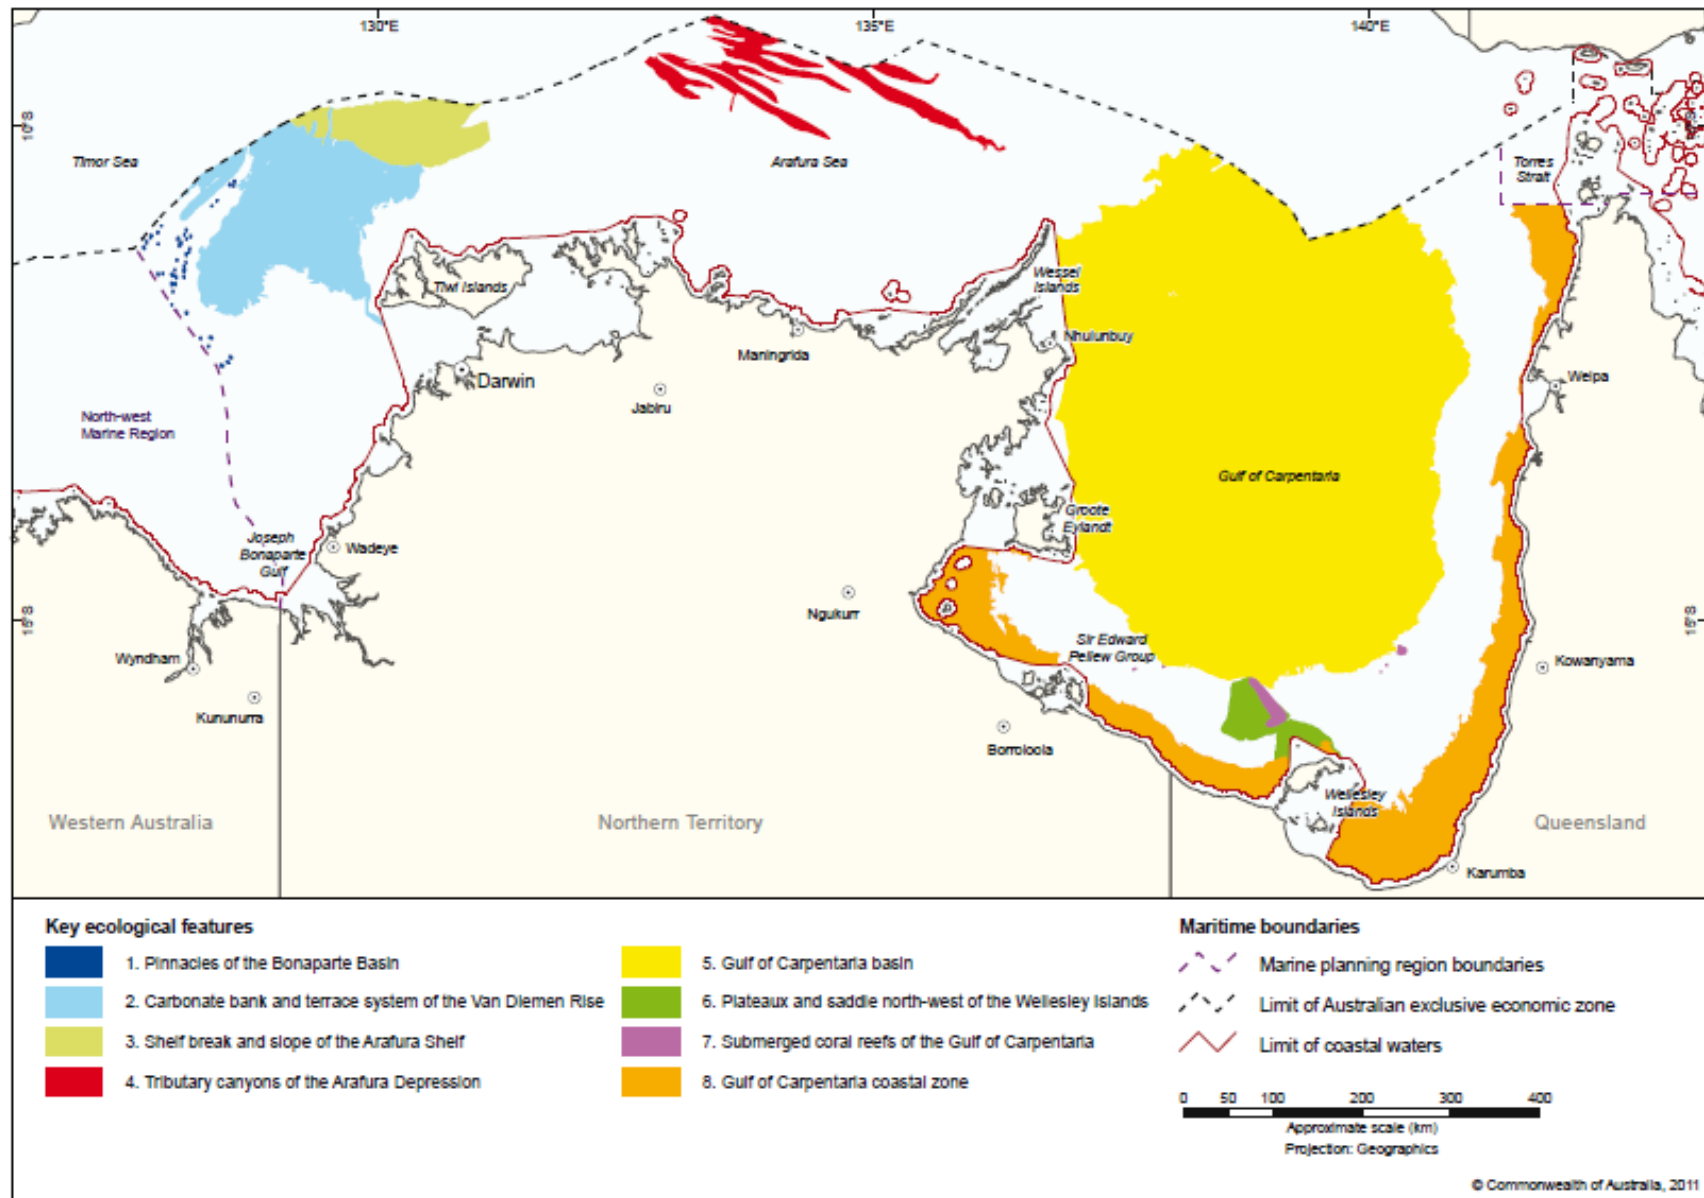 130°E
135°E
140°E
10°S
Timor Sea
Arafura Sea
Torres
Strait
Tiwi Islands
Wessel
Islands
Nhulunbuy
Maningrida
Darwin
Jabiru
Weipa
North-west
Marine Region
Gulf of Carpentaria
Groote
Eylandt
Joseph
Bonaparte
Gulf
Wadeye
Ngukurr
15°S
15°S
Sir Edward
Pellew Group
Wyndham
Kowanyama
Kununurra
Borroloola
Wellesley
Islands
Western Australia
Northern Territory
Queensland
Karumba
Key ecological features
1. Pinnacles of the Bonaparte Basin
2. Carbonate bank and terrace system of the Van Diemen Rise
3. Shelf break and slope of the Arafura Shelf
4. Tributary canyons of the Arafura Depression
5. Gulf of Carpentaria basin
6. Plateaux and saddle north-west of the Wellesley Islands
7. Submerged coral reefs of the Gulf of Carpentaria
8. Gulf of Carpentaria coastal zone
Maritime boundaries
Marine planning region boundaries
Limit of Australian exclusive economic zone
Limit of coastal waters
0 50 100 200 300 400
Approximate scale (km)
Projection: Geographics
© Commonwealth of Australia, 2011